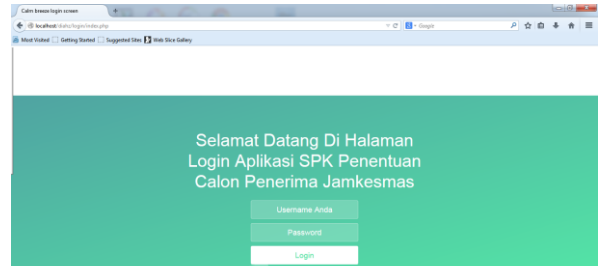 Calm breeze login screen
localhost/skets/login/index.php
Google
Most Visited Getting Started Suggested Sites Web Slice Gallery
Selamat Datang Di Halaman
Login Aplikasi SPK Penentuan
Calon Penerima Jamkesmas
Username Anda
Password
Login